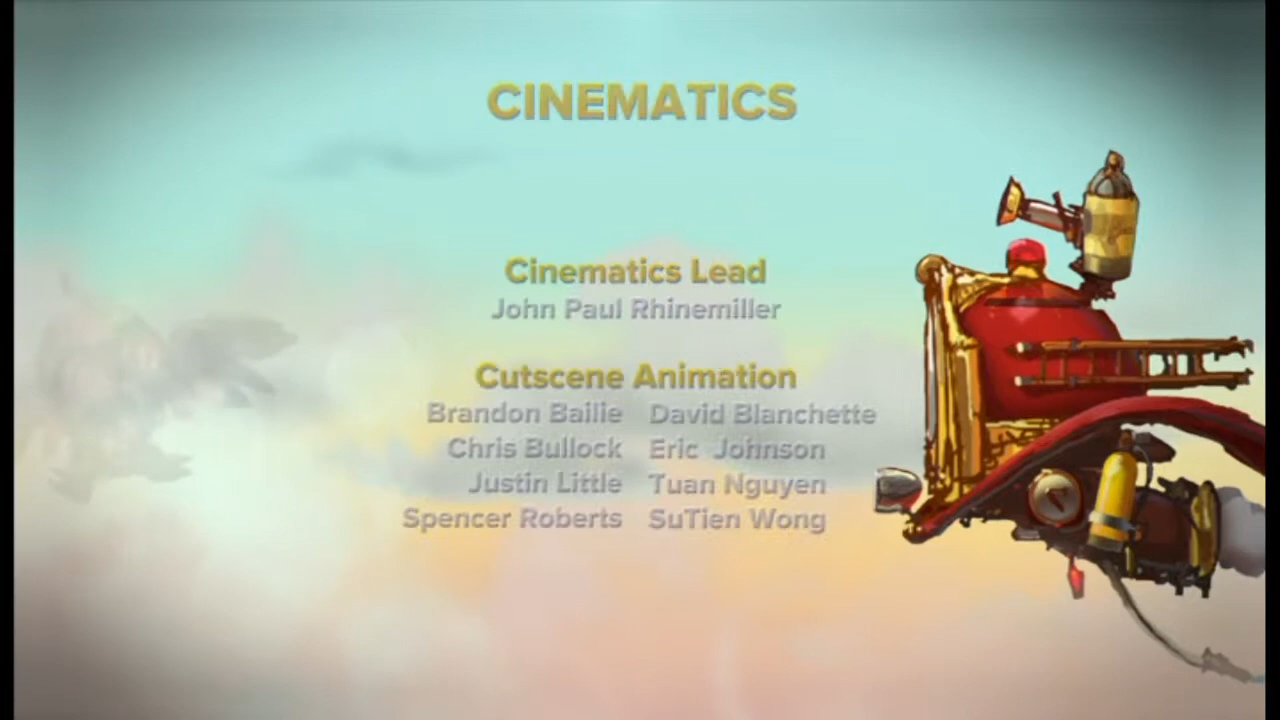 CINEMATICS
Cinematics Lead
John Paul Rhinemiller
Cutscene Animation
Brandon Bailie David Blanchette
Chris Bullock Eric Johnson
Justin Little Tuan Nguyen
Spencer Roberts SuTien Wong